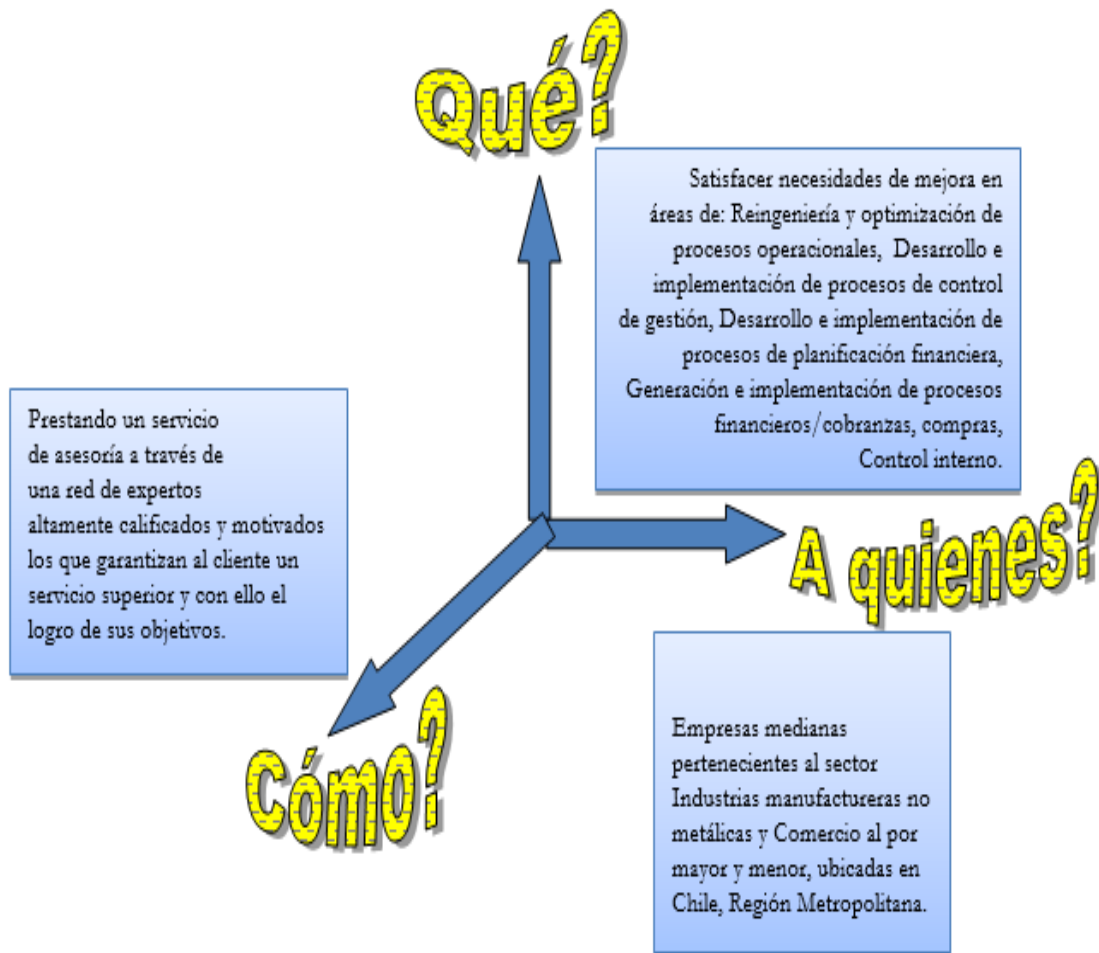 Qué?
Satisfacer necesidades de mejora en
áreas de: Reingeniería y optimización de
procesos operacionales, Desarrollo e
implementación de procesos de control
de gestión, Desarrollo e implementación de
procesos de planificación financiera,
Generación e implementación de procesos
financieros/cobranzas, compras,
Control interno.
Prestando un servicio
de asesoría a través de
una red de expertos
altamente calificados y motivados
los que garantizan al cliente un
servicio superior y con ello el
logro de sus objetivos.
A quienes?
Cómo?
Empresas medianas
pertenecientes al sector
Industrias manufactureras no
metálicas y Comercio al por
mayor y menor, ubicadas en
Chile, Región Metropolitana.